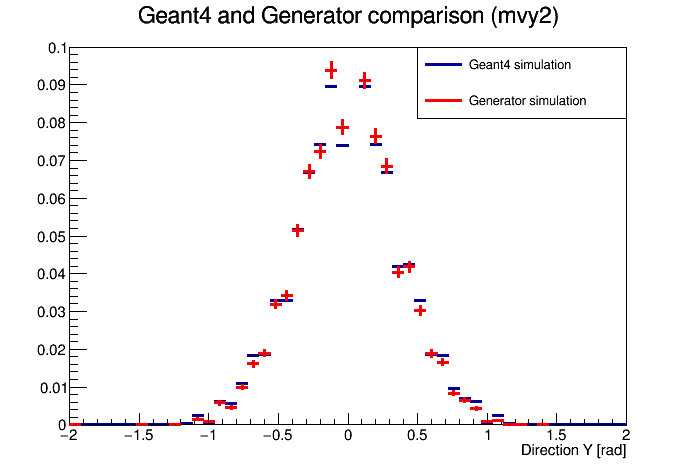 Geant4 and Generator comparison (mvy2)
0.1
Geant4 simulation
0.09
Generator simulation
0.08
0.07
0.06
0.05
0.04
0.03
0.02
0.01
0
−2 −1.5 −1 −0.5 0 0.5 1 1.5 2
Direction Y [rad]